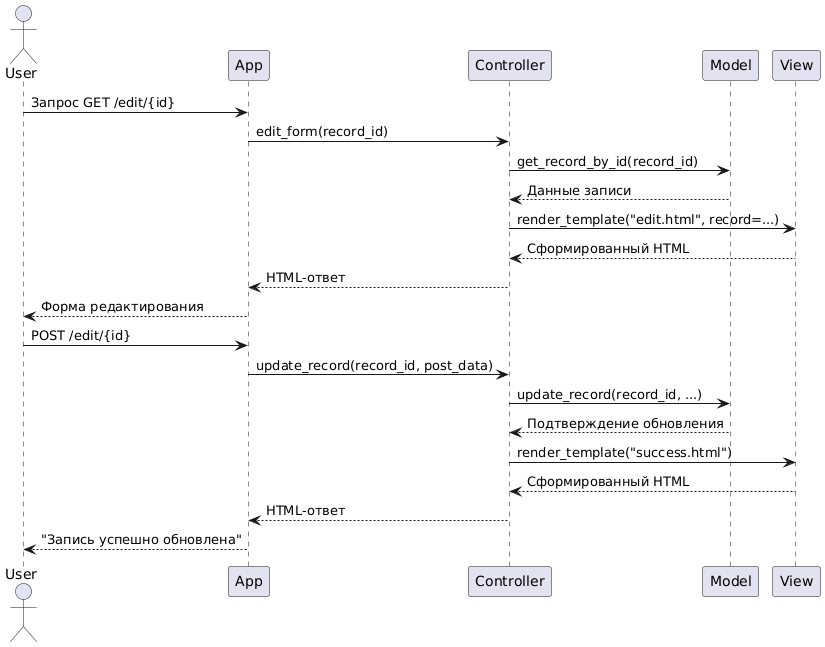 User
App
Controller
Model
View
Запрос GET /edit/{id}
edit_form(record_id)
get_record_by_id(record_id)
Данные записи
render_template("edit.html", record=...)
Сформированный HTML
HTML-ответ
Форма редактирования
POST /edit/{id}
update_record(record_id, post_data)
update_record(record_id, ...)
Подтверждение обновления
render_template("success.html")
Сформированный HTML
HTML-ответ
"Запись успешно обновлена"
User
App
Controller
Model
View